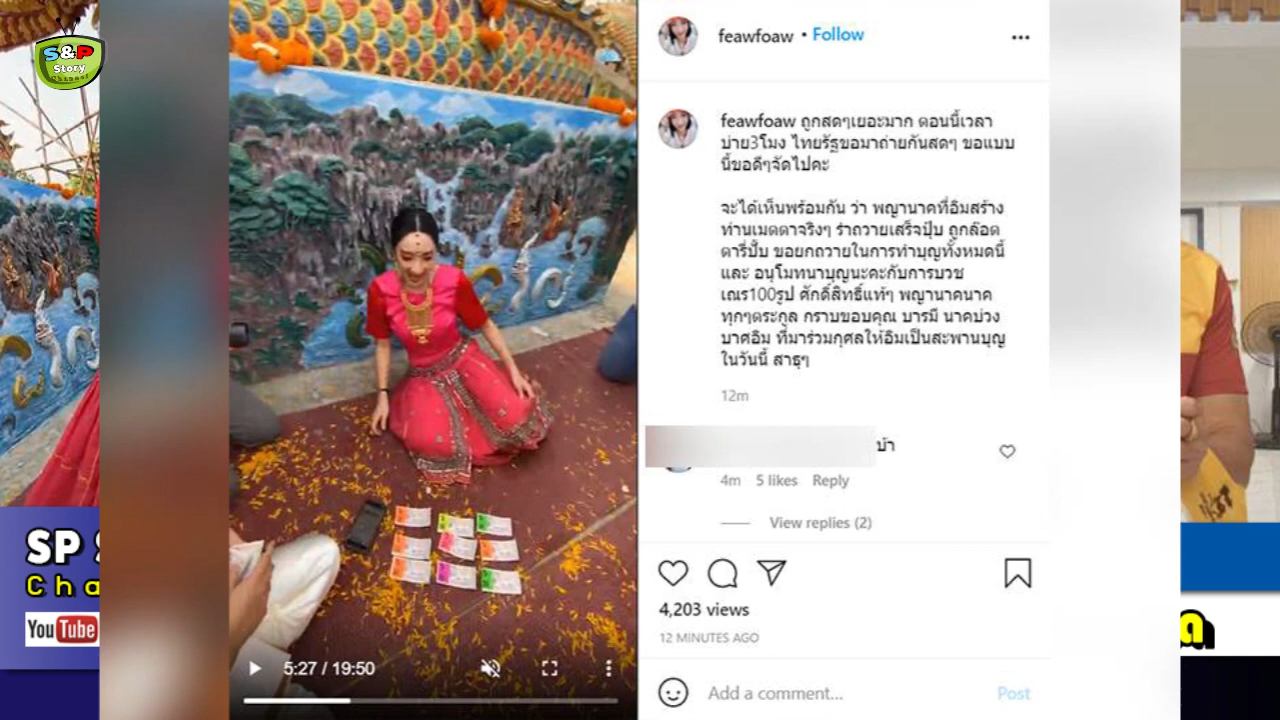 S&P
Story
Channel
feawfoaw • Follow
feawfoaw ถูกสดๆเยอะมาก ตอนนี้เวลา
บ่าย3โมง ไทยรัฐขอมาถ่ายกันสดๆ ขอแบบ
นี้ขอดีๆจัดไปคะ
จะได้เห็นพร้อมกัน ว่า พญานาคที่อิมสร้าง
ท่านเมตตาจริงๆ รำถวายเสร็จปุ๊บ ถูกล๊อต
ตารี่ปั๊บ ขอยกถวายในการทำบุญทั้งหมดนี้
และ อนุโมทนาบุญนะคะกับการบวช
เณร100รูป ศักดิ์สิทธิ์แท้ๆ พญานาคนาค
ทุกๆตระกูล กราบขอบคุณ บารมี นาคบ่วง
บาศอิม ที่มาร่วมกุศลให้อิมเป็นสะพานบุญ
ในวันนี้ สาธุๆ
12m
บ้า
4m 5 likes Reply
View replies (2)
4,203 views
12 MINUTES AGO
Add a comment... Post
5:27 / 19:50
SP S
Cha
YouTube
a